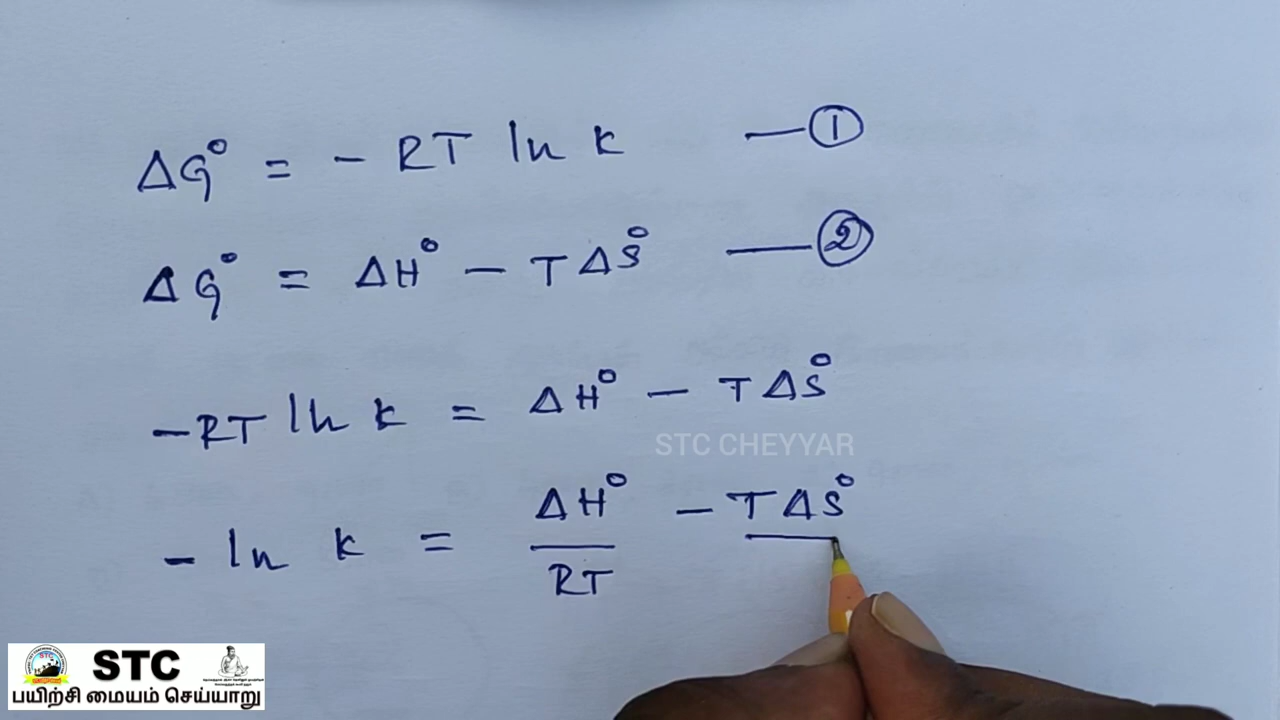 ΔG° = - RT ln K —①
ΔG° = ΔH° - TΔS° —②
-RT ln K = ΔH° - TΔS°
STC CHEYYAR
- ln K = ΔH°/RT - TΔS°
STC
பயிற்சி மையம் செய்யாறு